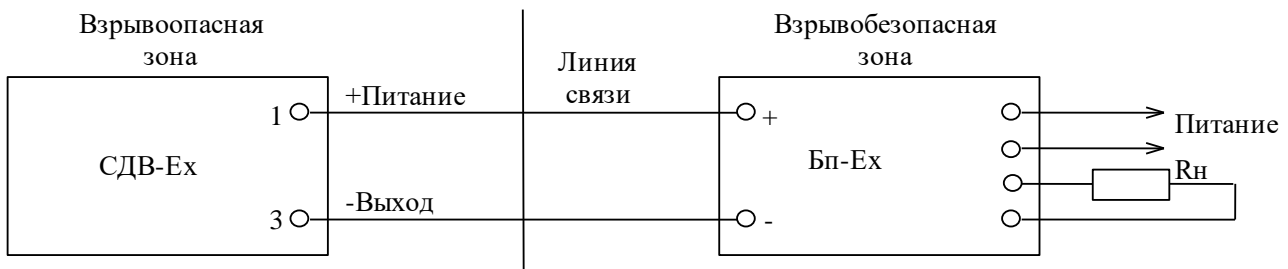 Взрывоопасная
зона
Взрывобезопасная
зона
Линия
связи
+Питание
1
+
Питание
СДВ-Ex
Бп-Ex
Rн
-Выход
3
-